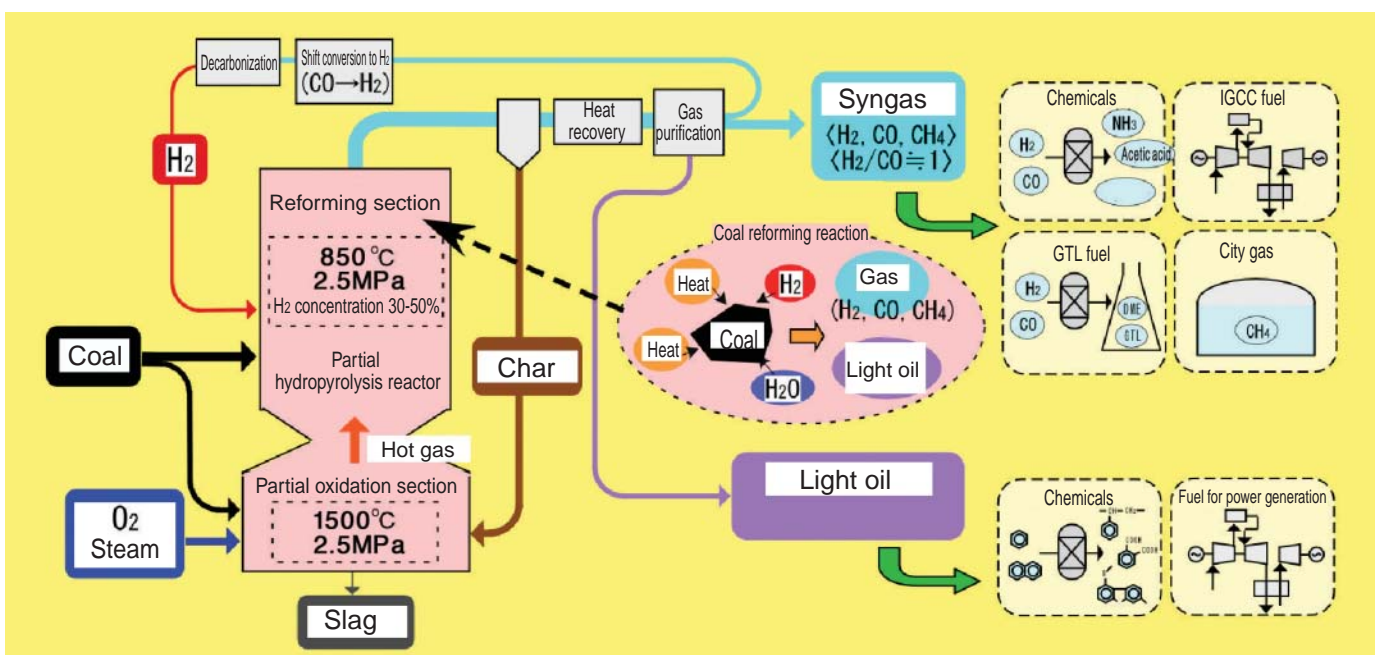 Decarbonization
Shift conversion to H₂
(CO→H₂)
Heat
recovery
Gas
purification
Syngas
⟨H₂, CO, CH₄⟩
⟨H₂/CO≒1⟩
Chemicals
H₂
CO
NH₃
Acetic acid
IGCC fuel
H₂
Reforming section
850℃
2.5MPa
H₂ concentration 30-50%
Partial
hydropyrolysis reactor
Coal
Char
Coal reforming reaction
Heat
H₂
Gas
(H₂, CO, CH₄)
Coal
Heat
H₂O
Light oil
GTL fuel
H₂
CO
DME
GTL
City gas
CH₄
Hot gas
Partial oxidation section
1500℃
2.5MPa
O₂
Steam
Slag
Light oil
Chemicals
COOH
COOH
Fuel for power generation